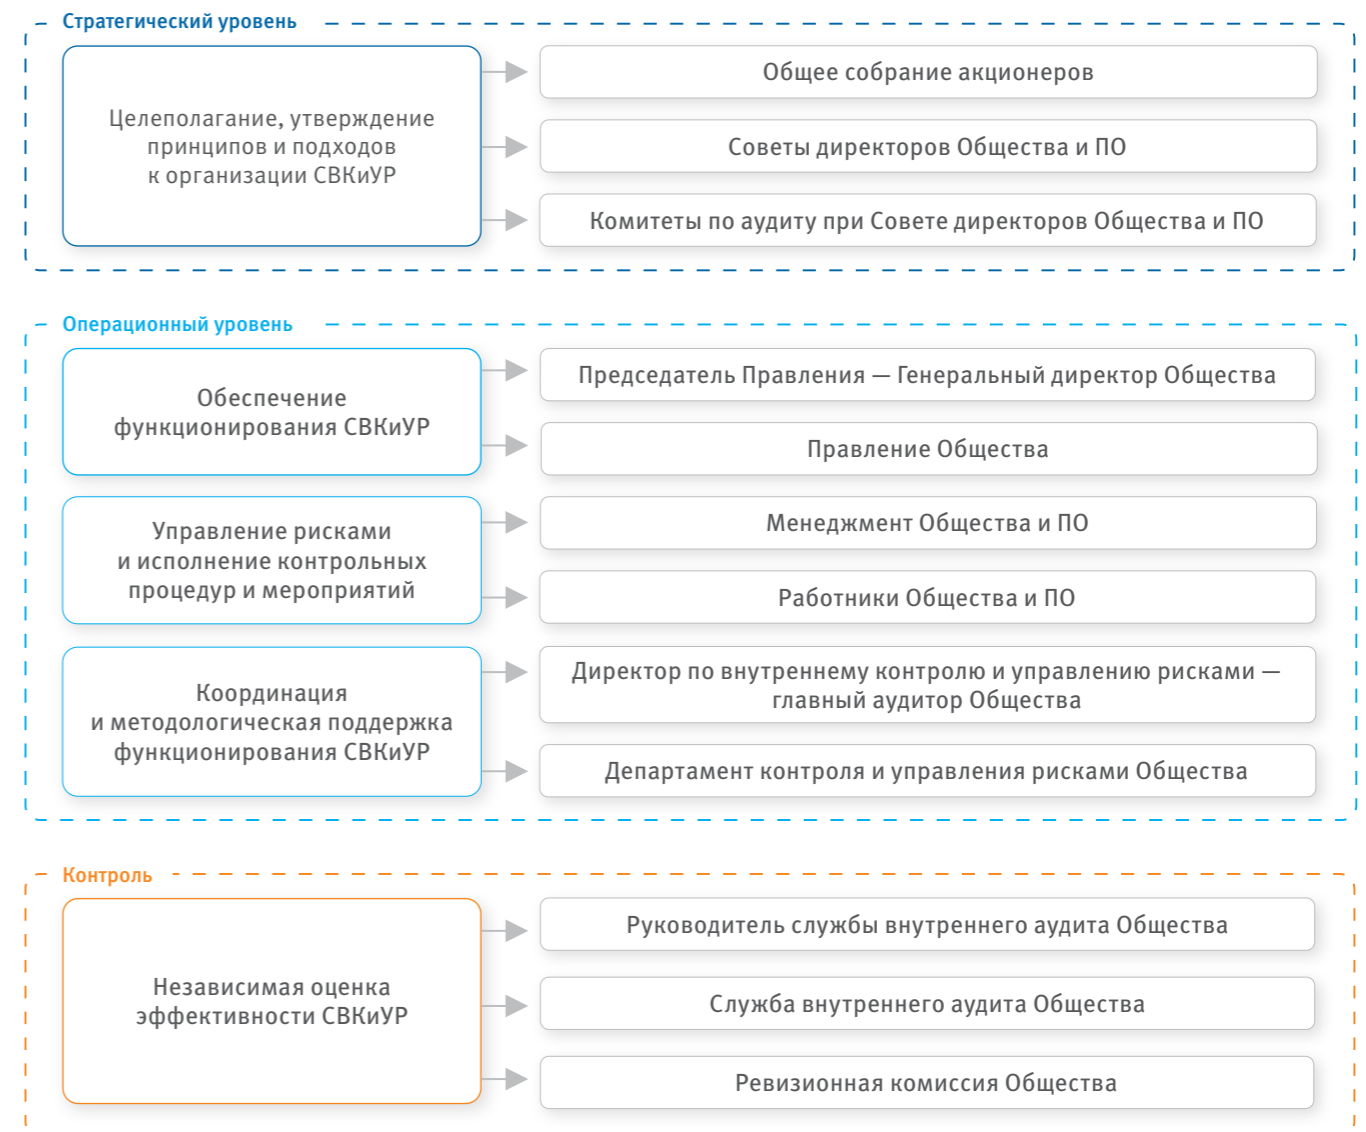 Стратегический уровень
Целеполагание, утверждение
принципов и подходов
к организации СВКиУР
Общее собрание акционеров
Советы директоров Общества и ПО
Комитеты по аудиту при Совете директоров Общества и ПО
Операционный уровень
Обеспечение
функционирования СВКиУР
Председатель Правления — Генеральный директор Общества
Правление Общества
Управление рисками
и исполнение контрольных
процедур и мероприятий
Менеджмент Общества и ПО
Работники Общества и ПО
Координация
и методологическая поддержка
функционирования СВКиУР
Директор по внутреннему контролю и управлению рисками —
главный аудитор Общества
Департамент контроля и управления рисками Общества
Контроль
Независимая оценка
эффективности СВКиУР
Руководитель службы внутреннего аудита Общества
Служба внутреннего аудита Общества
Ревизионная комиссия Общества